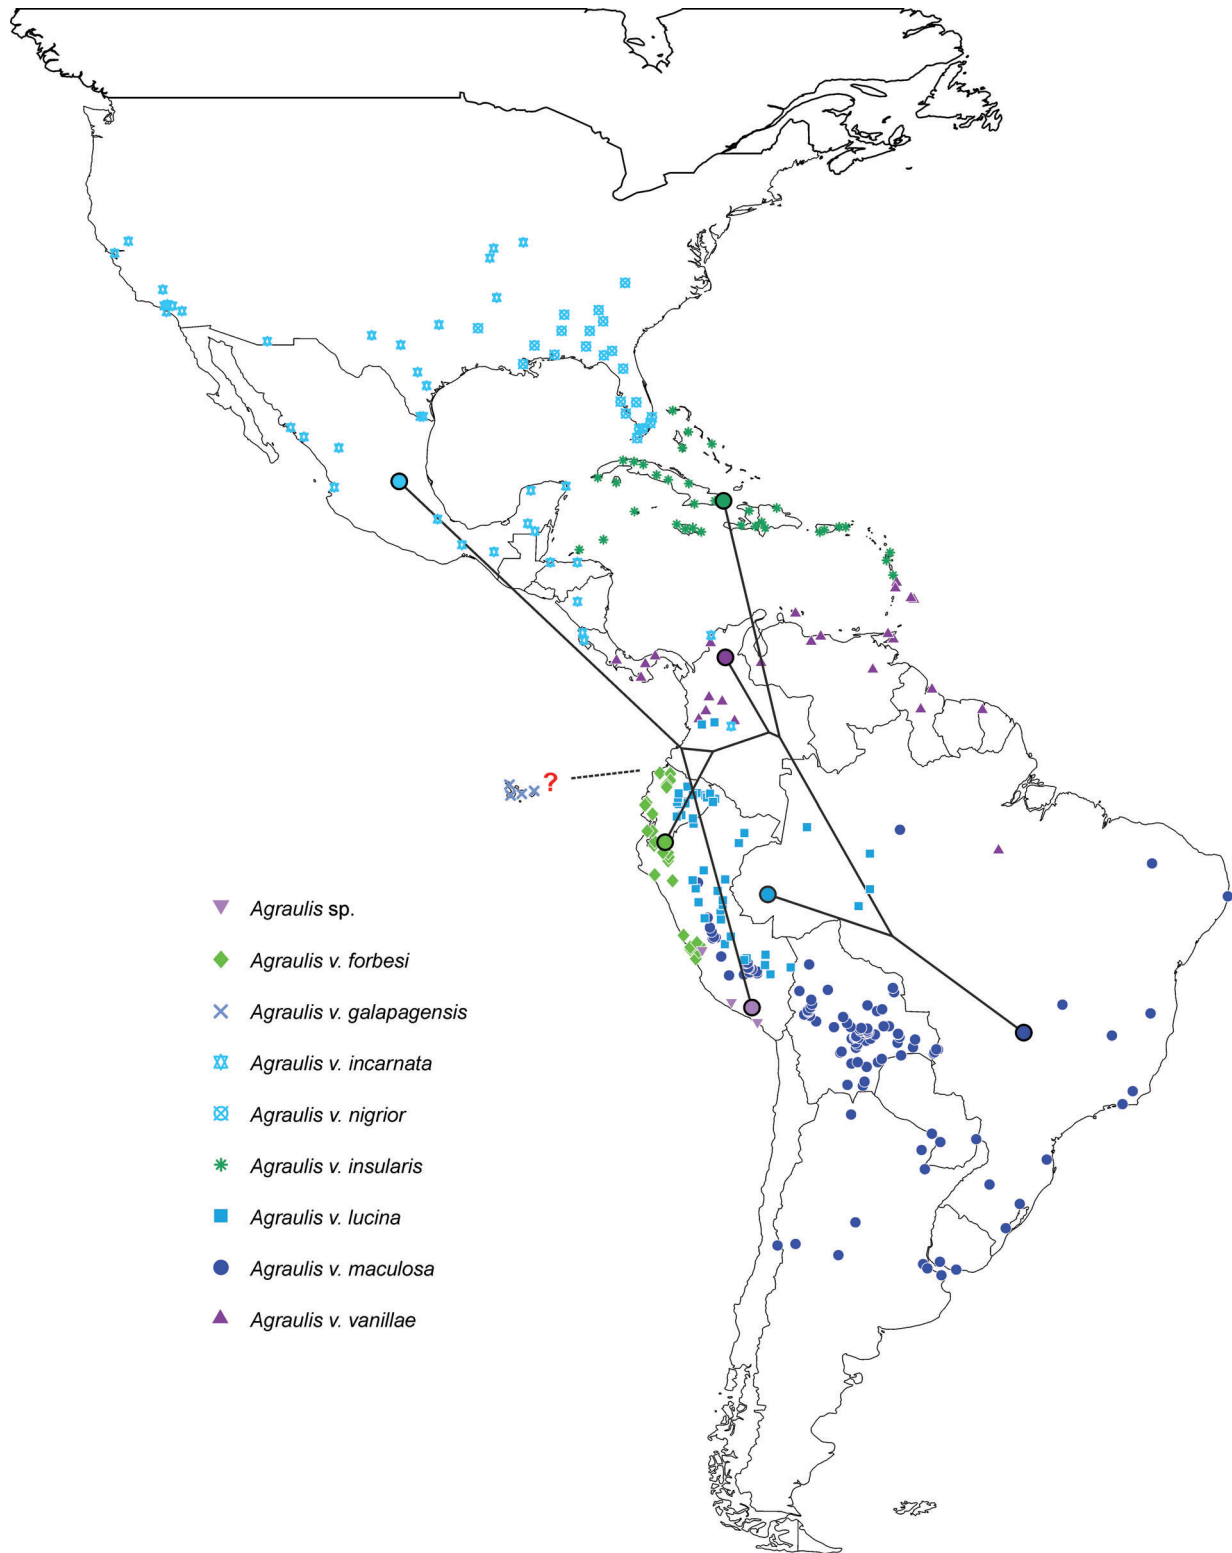 ?
Agraulis sp.
Agraulis v. forbesi
Agraulis v. galapagensis
Agraulis v. incarnata
Agraulis v. nigrior
Agraulis v. insularis
Agraulis v. lucina
Agraulis v. maculosa
Agraulis v. vanillae